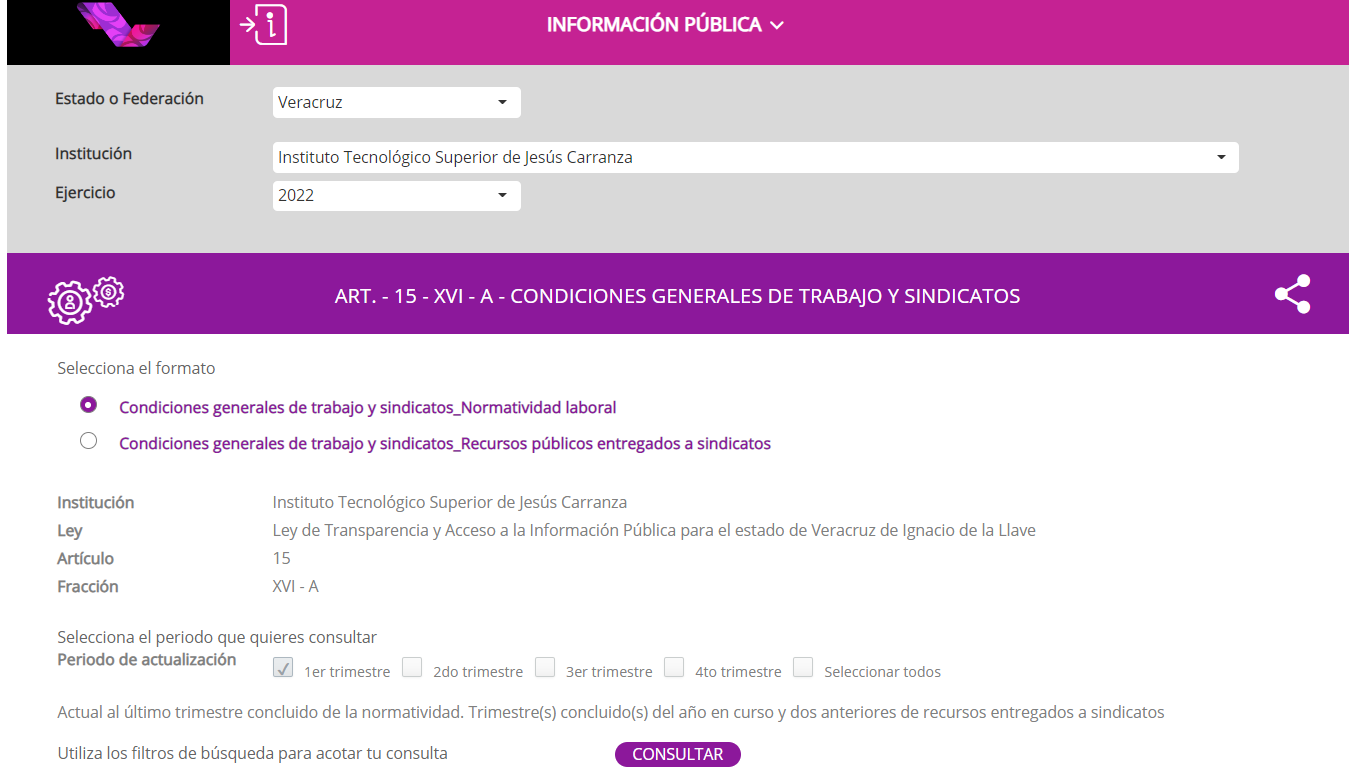 INFORMACIÓN PÚBLICA
Estado o Federación Veracruz
Institución Instituto Tecnológico Superior de Jesús Carranza
Ejercicio 2022
ART. - 15 - XVI - A - CONDICIONES GENERALES DE TRABAJO Y SINDICATOS
Selecciona el formato
Condiciones generales de trabajo y sindicatos_Normatividad laboral
Condiciones generales de trabajo y sindicatos_Recursos públicos entregados a sindicatos
Institución Instituto Tecnológico Superior de Jesús Carranza
Ley Ley de Transparencia y Acceso a la Información Pública para el estado de Veracruz de Ignacio de la Llave
Artículo 15
Fracción XVI - A
Selecciona el periodo que quieres consultar
Periodo de actualización 1er trimestre 2do trimestre 3er trimestre 4to trimestre Seleccionar todos
Actual al último trimestre concluido de la normatividad. Trimestre(s) concluido(s) del año en curso y dos anteriores de recursos entregados a sindicatos
Utiliza los filtros de búsqueda para acotar tu consulta CONSULTAR